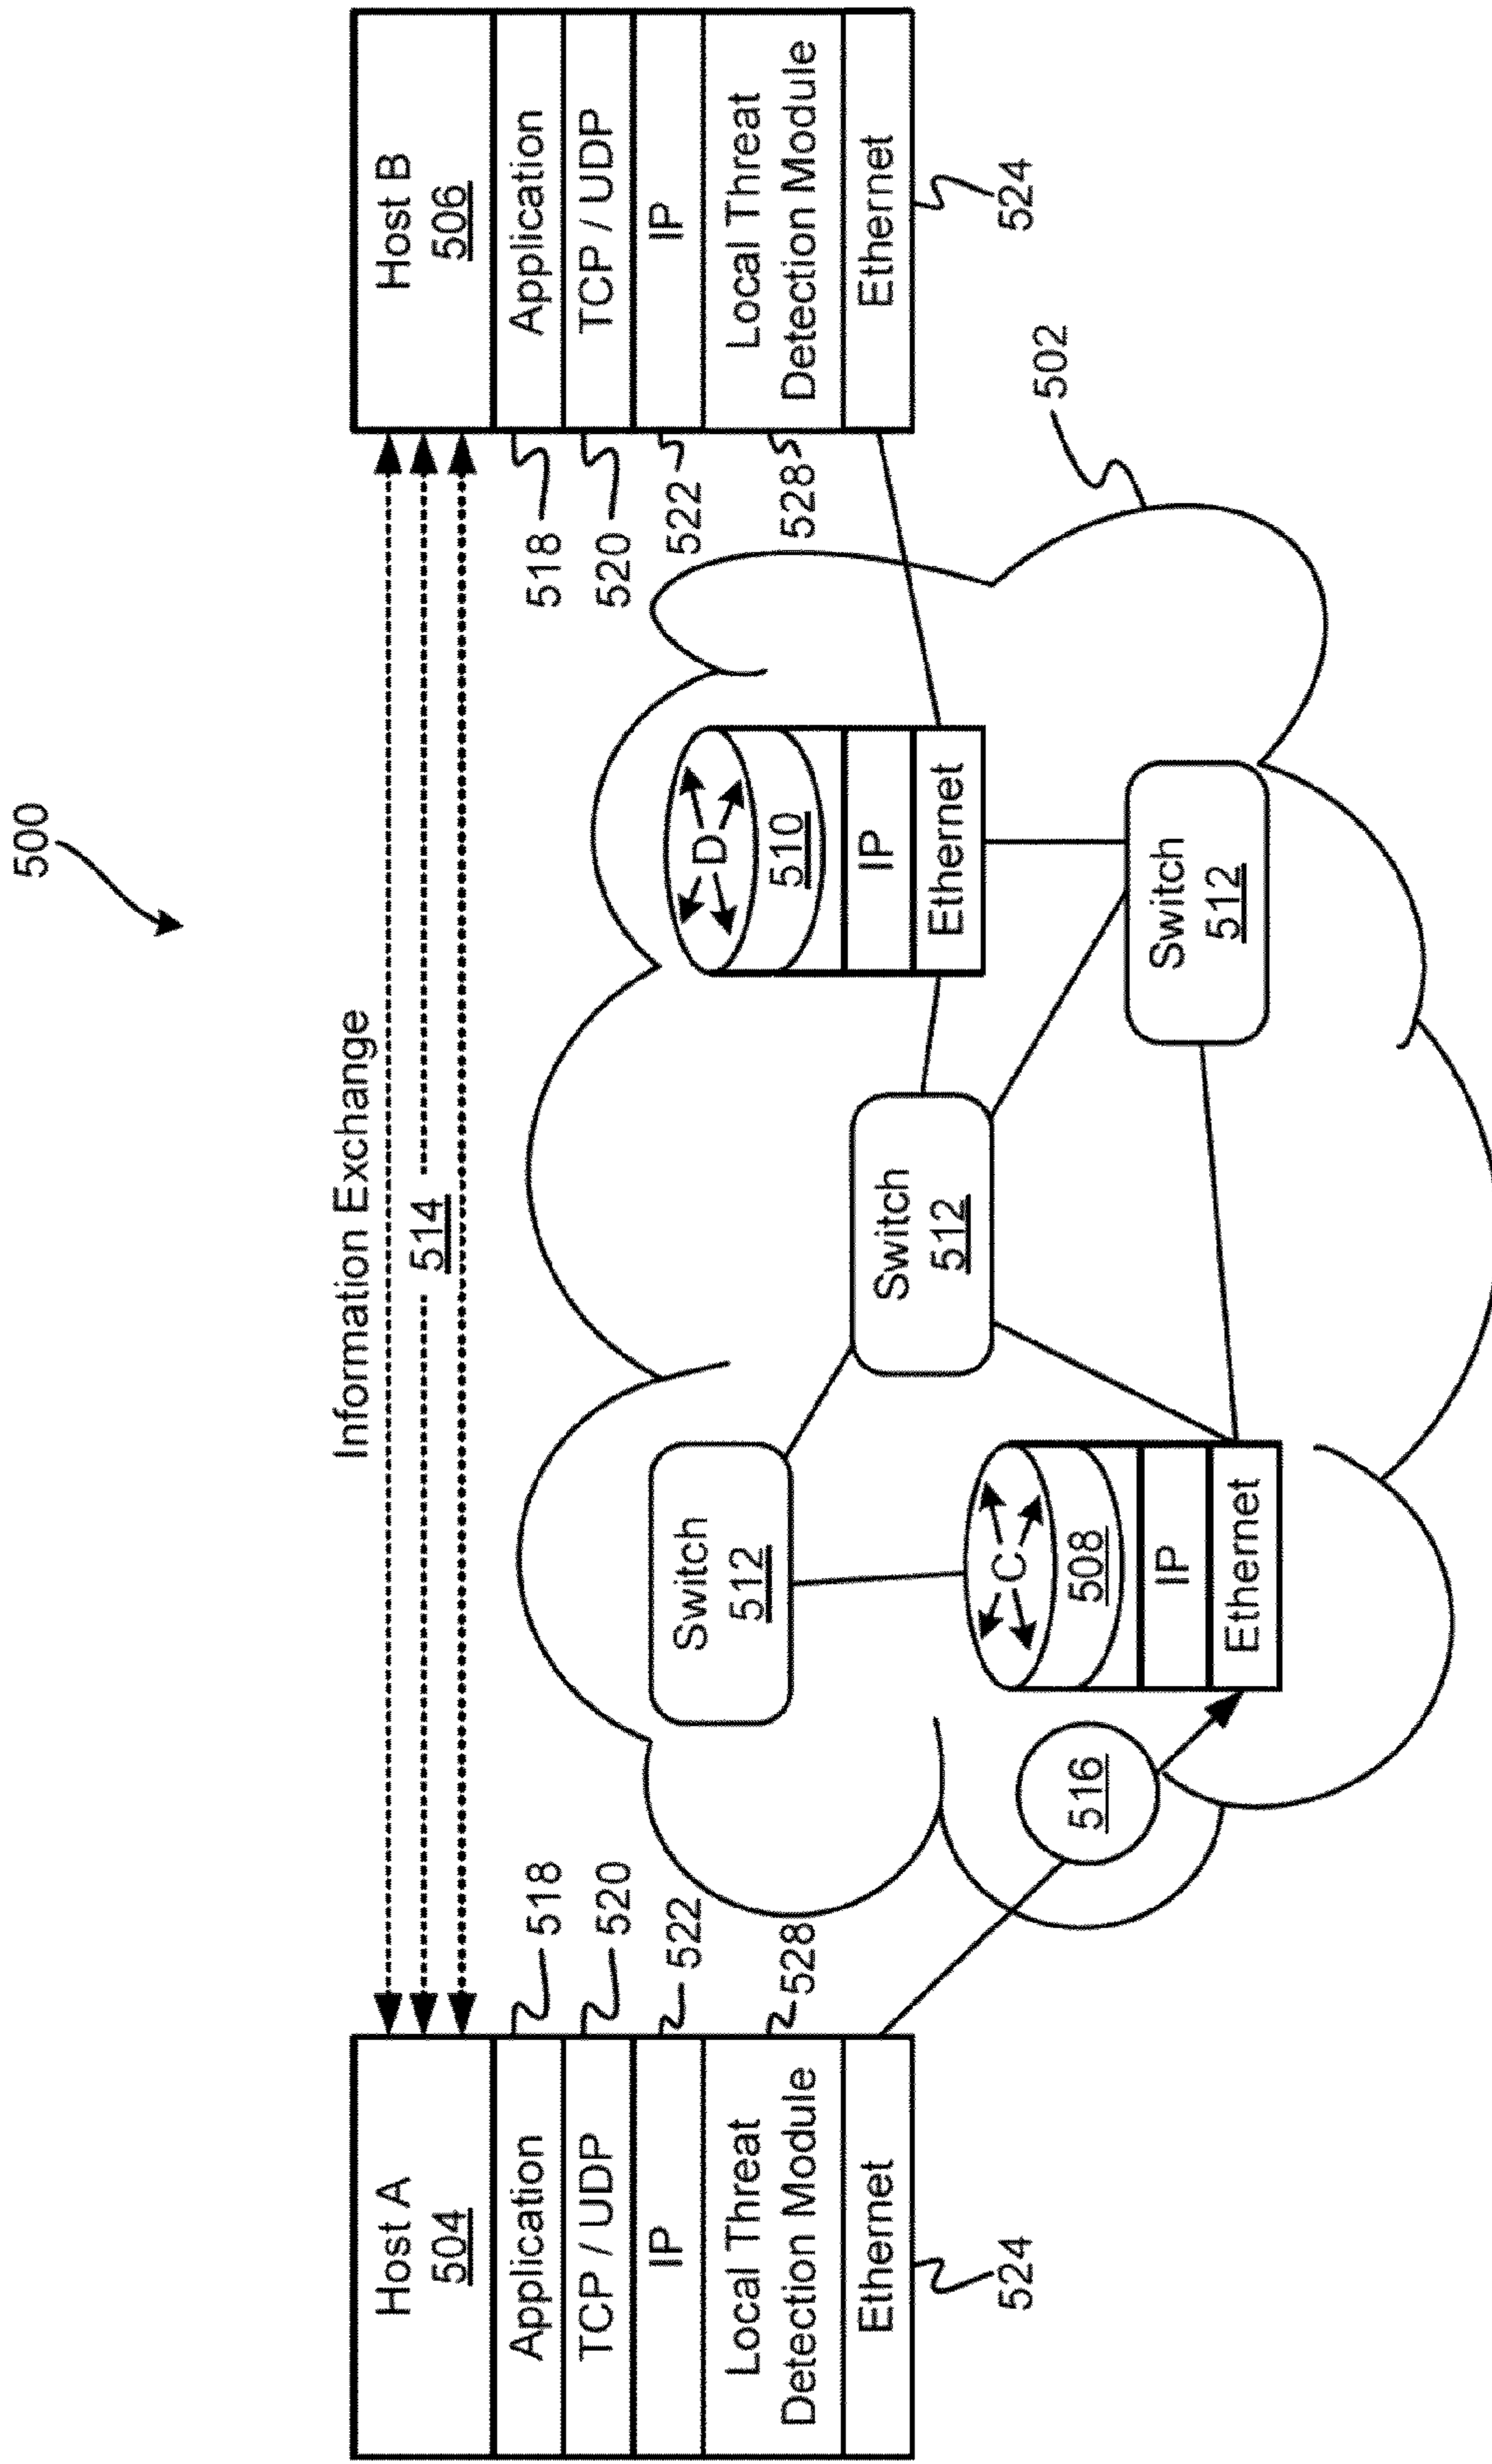 500
Information Exchange
514
Host A
504
Application
TCP / UDP
IP
Local Threat
Detection Module
Ethernet
518
520
522
528
524
Host B
506
Application
TCP / UDP
IP
Local Threat
Detection Module
Ethernet
518
520
522
528
524
502
Switch
512
Switch
512
Switch
512
D
510
IP
Ethernet
C
508
IP
Ethernet
516